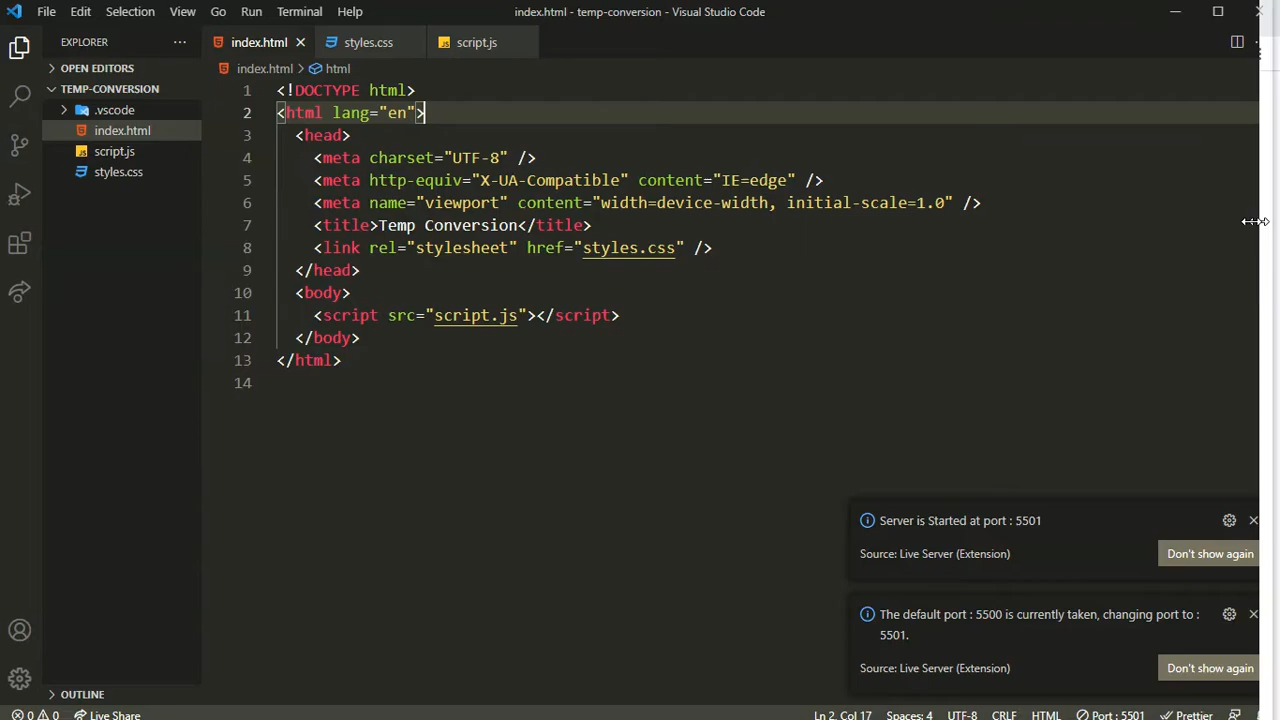 File Edit Selection View Go Run Terminal Help index.html - temp-conversion - Visual Studio Code
EXPLORER
OPEN EDITORS
TEMP-CONVERSION
.vscode
index.html
script.js
styles.css
OUTLINE
index.html styles.css script.js
index.html > html
1 <!DOCTYPE html>
2 <html lang="en">
3 <head>
4 <meta charset="UTF-8" />
5 <meta http-equiv="X-UA-Compatible" content="IE=edge" />
6 <meta name="viewport" content="width=device-width, initial-scale=1.0" />
7 <title>Temp Conversion</title>
8 <link rel="stylesheet" href="styles.css" />
9 </head>
10 <body>
11 <script src="script.js"></script>
12 </body>
13 </html>
14
Server is Started at port : 5501
Source: Live Server (Extension) Don't show again
The default port : 5500 is currently taken, changing port to :
5501.
Source: Live Server (Extension) Don't show again
0 0 Live Share Ln 2, Col 17 Spaces: 4 UTF-8 CRLF HTML Port : 5501 Prettier